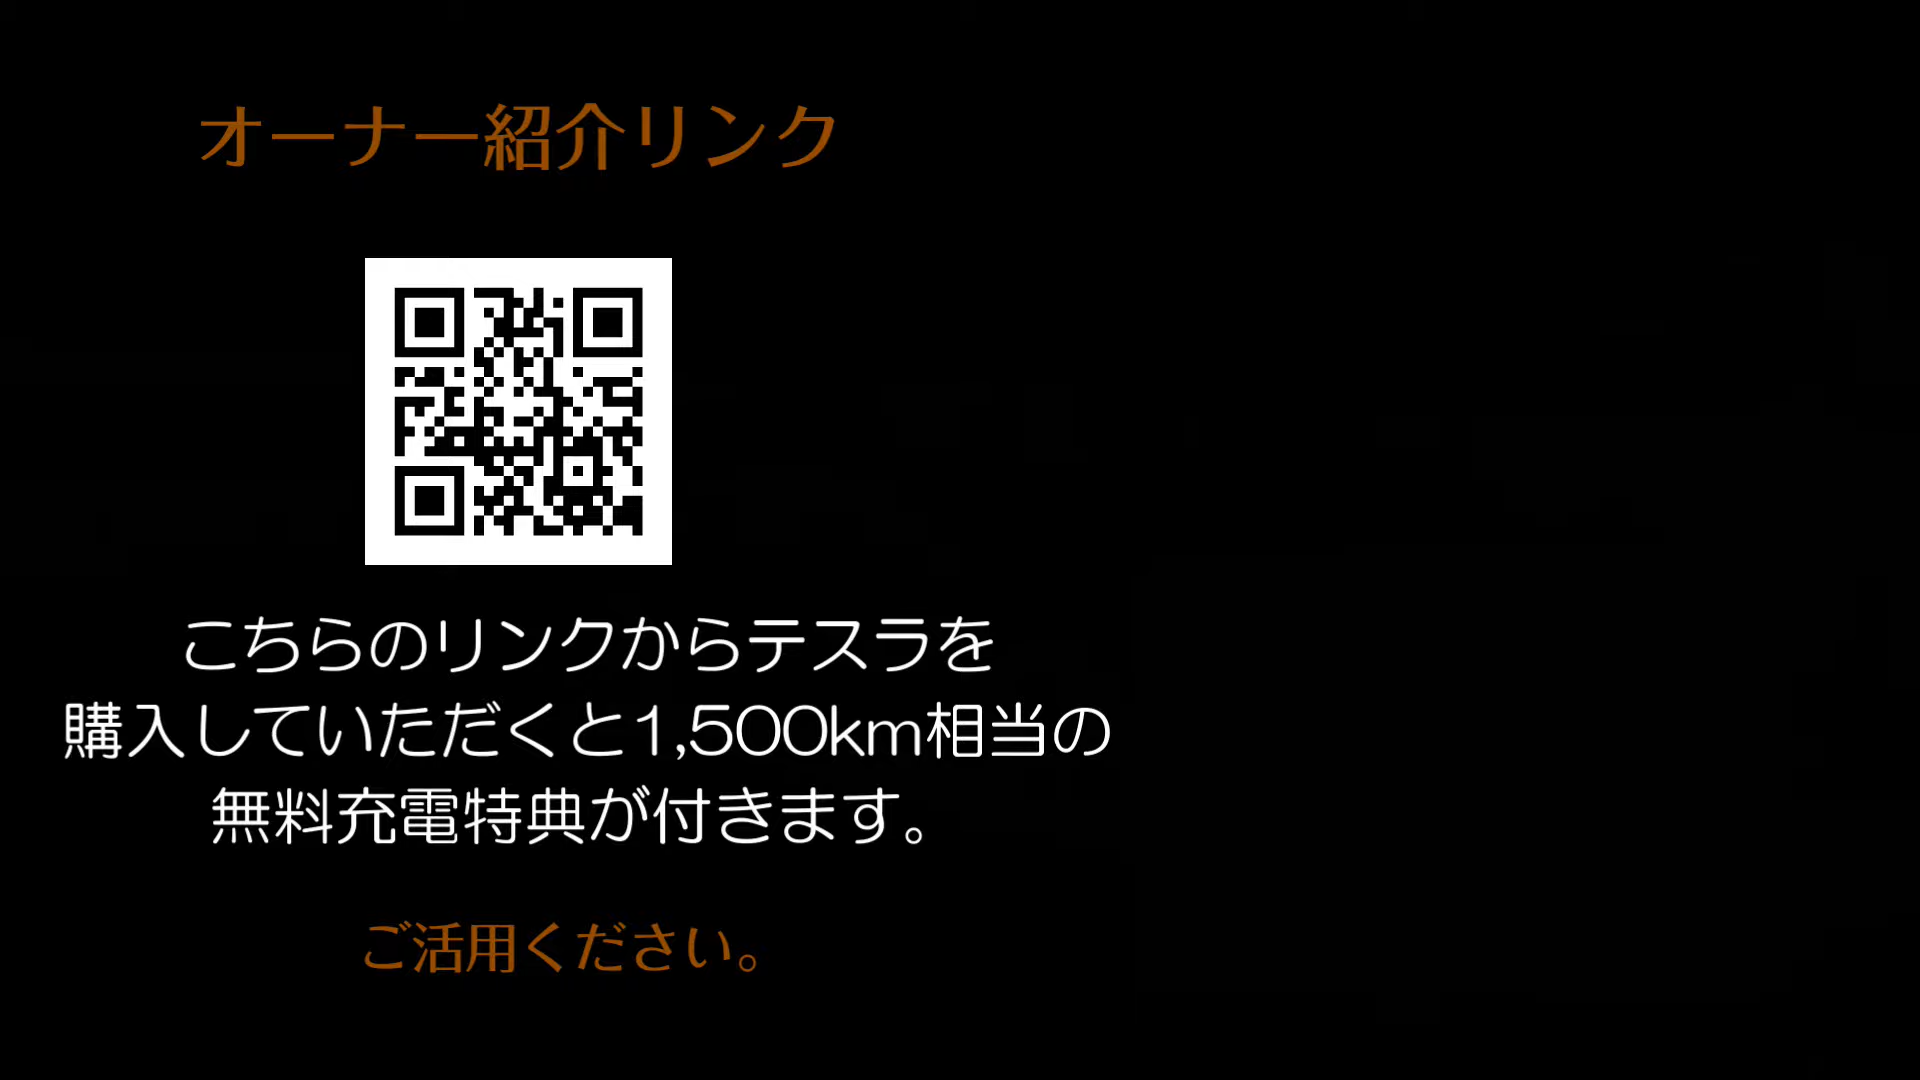 オーナー紹介リンク
こちらのリンクからテスラを
購入していただくと1,500km相当の
無料充電特典が付きます。
ご活用ください。